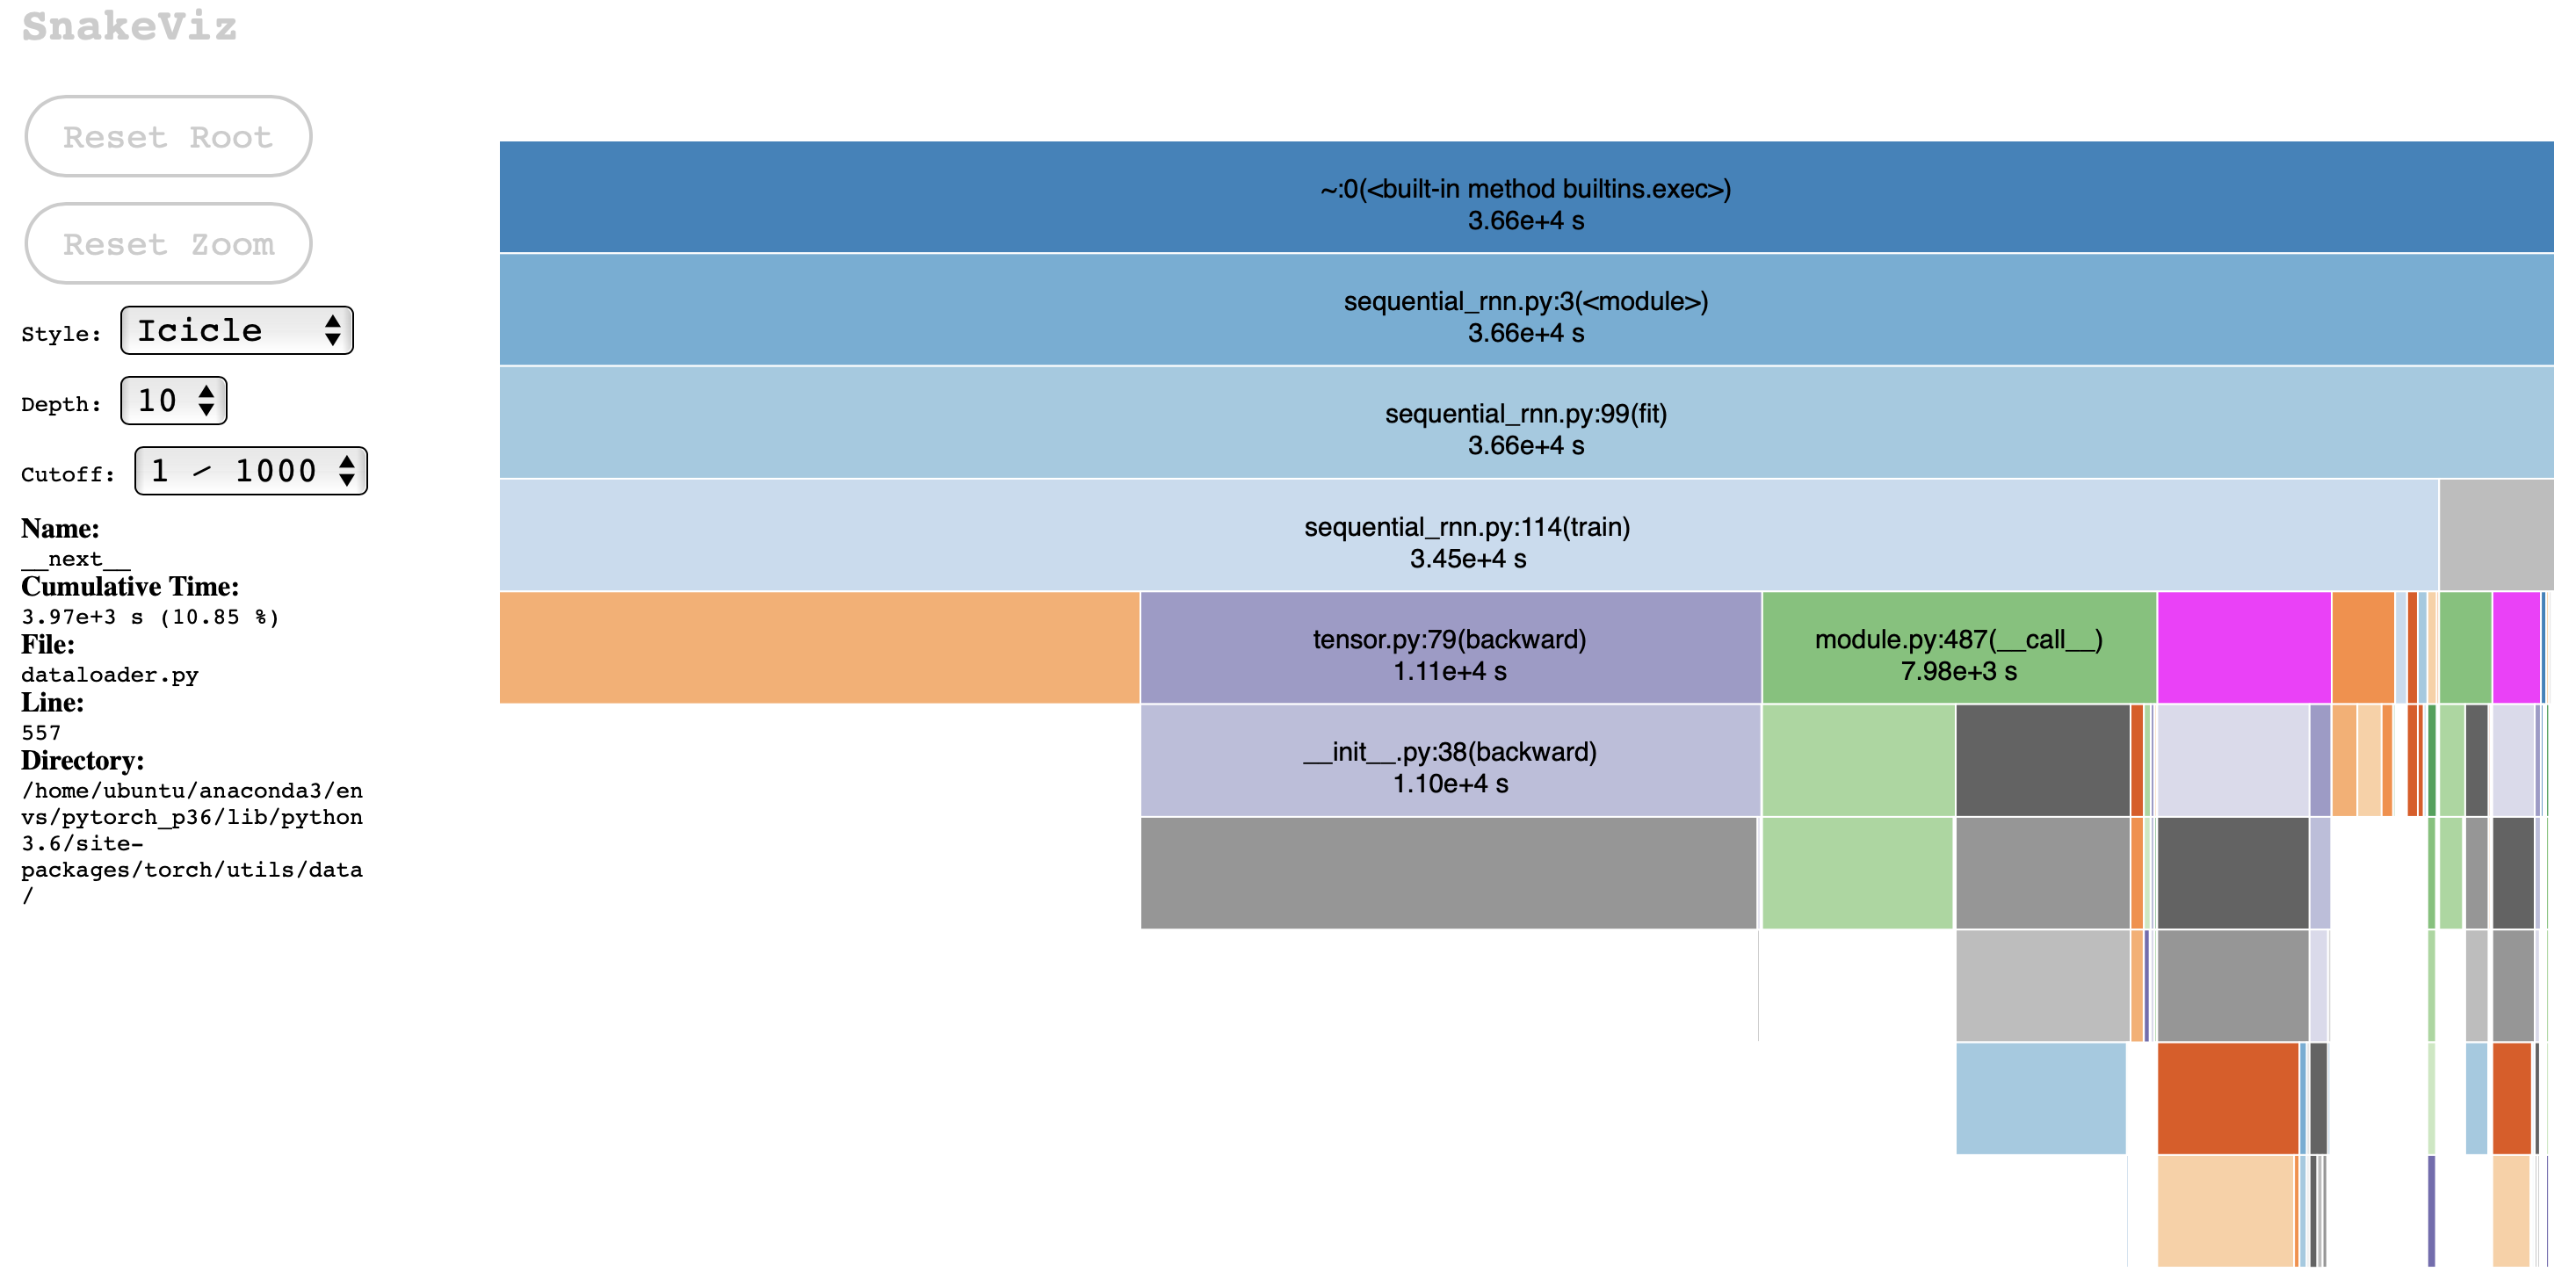 SnakeViz
Reset Root
Reset Zoom
Style: Icicle
Depth: 10
Cutoff: 1 / 1000
Name:
__next__
Cumulative Time:
3.97e+3 s (10.85 %)
File:
dataloader.py
Line:
557
Directory:
/home/ubuntu/anaconda3/en
vs/pytorch_p36/lib/python
3.6/site-
packages/torch/utils/data
/
~:0(<built-in method builtins.exec>)
3.66e+4 s
sequential_rnn.py:3(<module>)
3.66e+4 s
sequential_rnn.py:99(fit)
3.66e+4 s
sequential_rnn.py:114(train)
3.45e+4 s
tensor.py:79(backward)
1.11e+4 s
module.py:487(__call__)
7.98e+3 s
__init__.py:38(backward)
1.10e+4 s